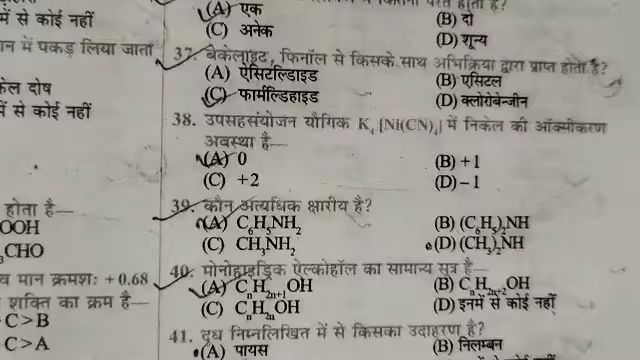 में से कोई नहीं
में पकड़ लिया जाता
दोष
में से कोई नहीं
होता है—
OOH
CHO
मान क्रमशः +0.68
शक्ति का क्रम है—
C>B
C>A
(A) एक
(B) दो
(C) अनेक
(D) शून्य
37. बेकेलाइट, फिनॉल से किसके साथ अभिक्रिया द्वारा प्राप्त होता है?
(A) ऐसिटल्डिाइड
(B) एसिटल
(C) फार्मल्डिहाइड
(D) क्लोरोबेन्जीन
38. उपसहसंयोजन यौगिक K₄ [Ni(CN)₄] में निकेल की ऑक्सीकरण
अवस्था है—
(A) 0
(B) +1
(C) +2
(D) – 1
39. कौन अत्यधिक क्षारीय है?
(A) C₆H₅NH₂
(B) (C₆H₅)₂NH
(C) CH₃NH₂
(D) (CH₃)₂NH
40. मोनोहाइड्रिक ऐल्कोहॉल का सामान्य सूत्र है—
(A) CₙH₂ₙ₊₁OH
(B) CₙH₂ₙ₊₂OH
(C) CₙH₂ₙOH
(D) इनमें से कोई नहीं
41. दूध निम्नलिखित में से किसका उदाहरण है?
(A) पायस
(B) निलम्बन